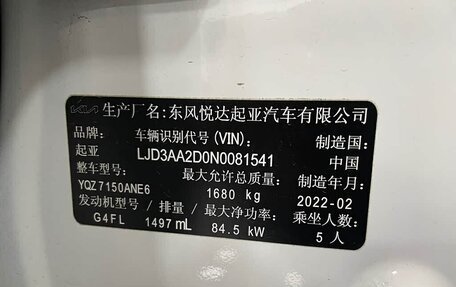 KIA 生产厂名:东风悦达起亚汽车有限公司
品牌: 车辆识别代号(VIN): 制造国:
起亚 LJD3AA2D0N0081541 中国
整车型号: 最大允许总质量: 制造年月:
YQZ7150ANE6 1680 kg 2022-02
发动机型号/排量/最大净功率: 乘坐人数:
G4FL 1497 mL 84.5 kW 5 人